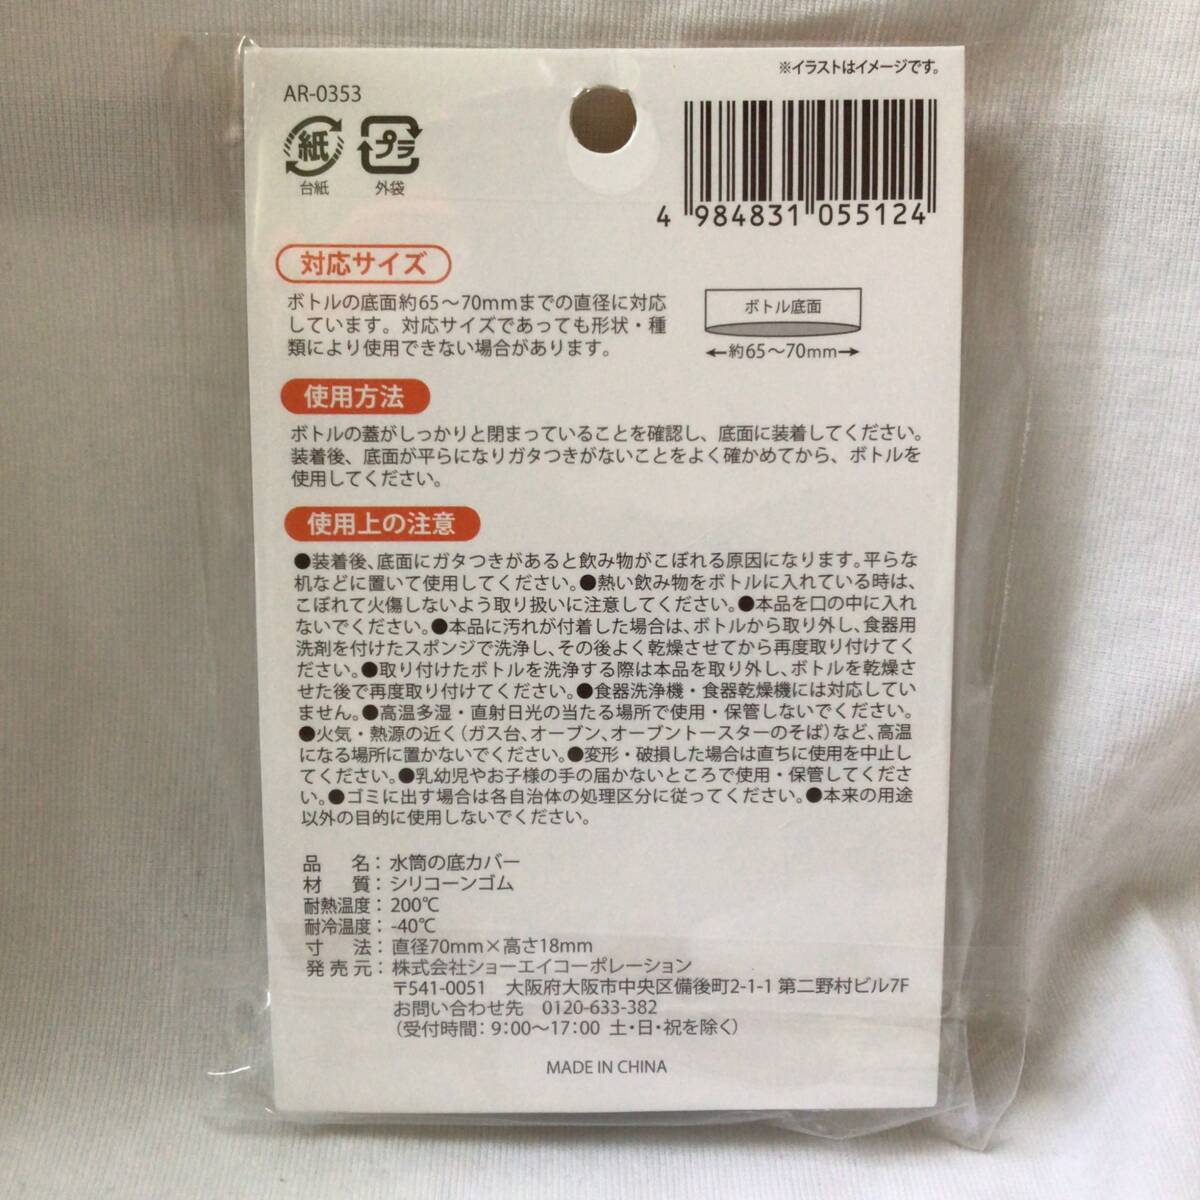 ※イラストはイメージです。
AR-0353
紙
台紙
プラ
外袋
4 984831 055124
対応サイズ
ボトルの底面約65～70mmまでの直径に対応
しています。対応サイズであっても形状・種
類により使用できない場合があります。
ボトル底面
約65～70mm
使用方法
ボトルの蓋がしっかりと閉まっていることを確認し、底面に装着してください。
装着後、底面が平らになりガタつきがないことをよく確かめてから、ボトルを
使用してください。
使用上の注意
●装着後、底面にガタつきがあると飲み物がこぼれる原因になります。平らな
机などに置いて使用してください。●熱い飲み物をボトルに入れている時は、
こぼれて火傷しないよう取り扱いに注意してください。●本品を口の中に入れ
ないでください。●本品に汚れが付着した場合は、ボトルから取り外し、食器用
洗剤を付けたスポンジで洗浄し、その後よく乾燥させてから再度取り付けてく
ださい。●取り付けたボトルを洗浄する際は本品を取り外し、ボトルを乾燥さ
せた後で再度取り付けてください。●食器洗浄機・食器乾燥機には対応してい
ません。●高温多湿・直射日光の当たる場所で使用・保管しないでください。
●火気・熱源の近く(ガス台、オーブン、オーブントースターのそば)など、高温
になる場所に置かないでください。●変形・破損した場合は直ちに使用を中止し
てください。●乳幼児やお子様の手の届かないところで使用・保管してくださ
い。●ゴミに出す場合は各自治体の処理区分に従ってください。●本来の用途
以外の目的に使用しないでください。
品 名：水筒の底カバー
材 質：シリコーンゴム
耐熱温度：200℃
耐冷温度：-40℃
寸 法：直径70mm×高さ18mm
発売元：株式会社ショーエイコーポレーション
〒541-0051 大阪府大阪市中央区備後町2-1-1 第二野村ビル7F
お問い合わせ先 0120-633-382
(受付時間：9:00～17:00 土・日・祝を除く)
MADE IN CHINA